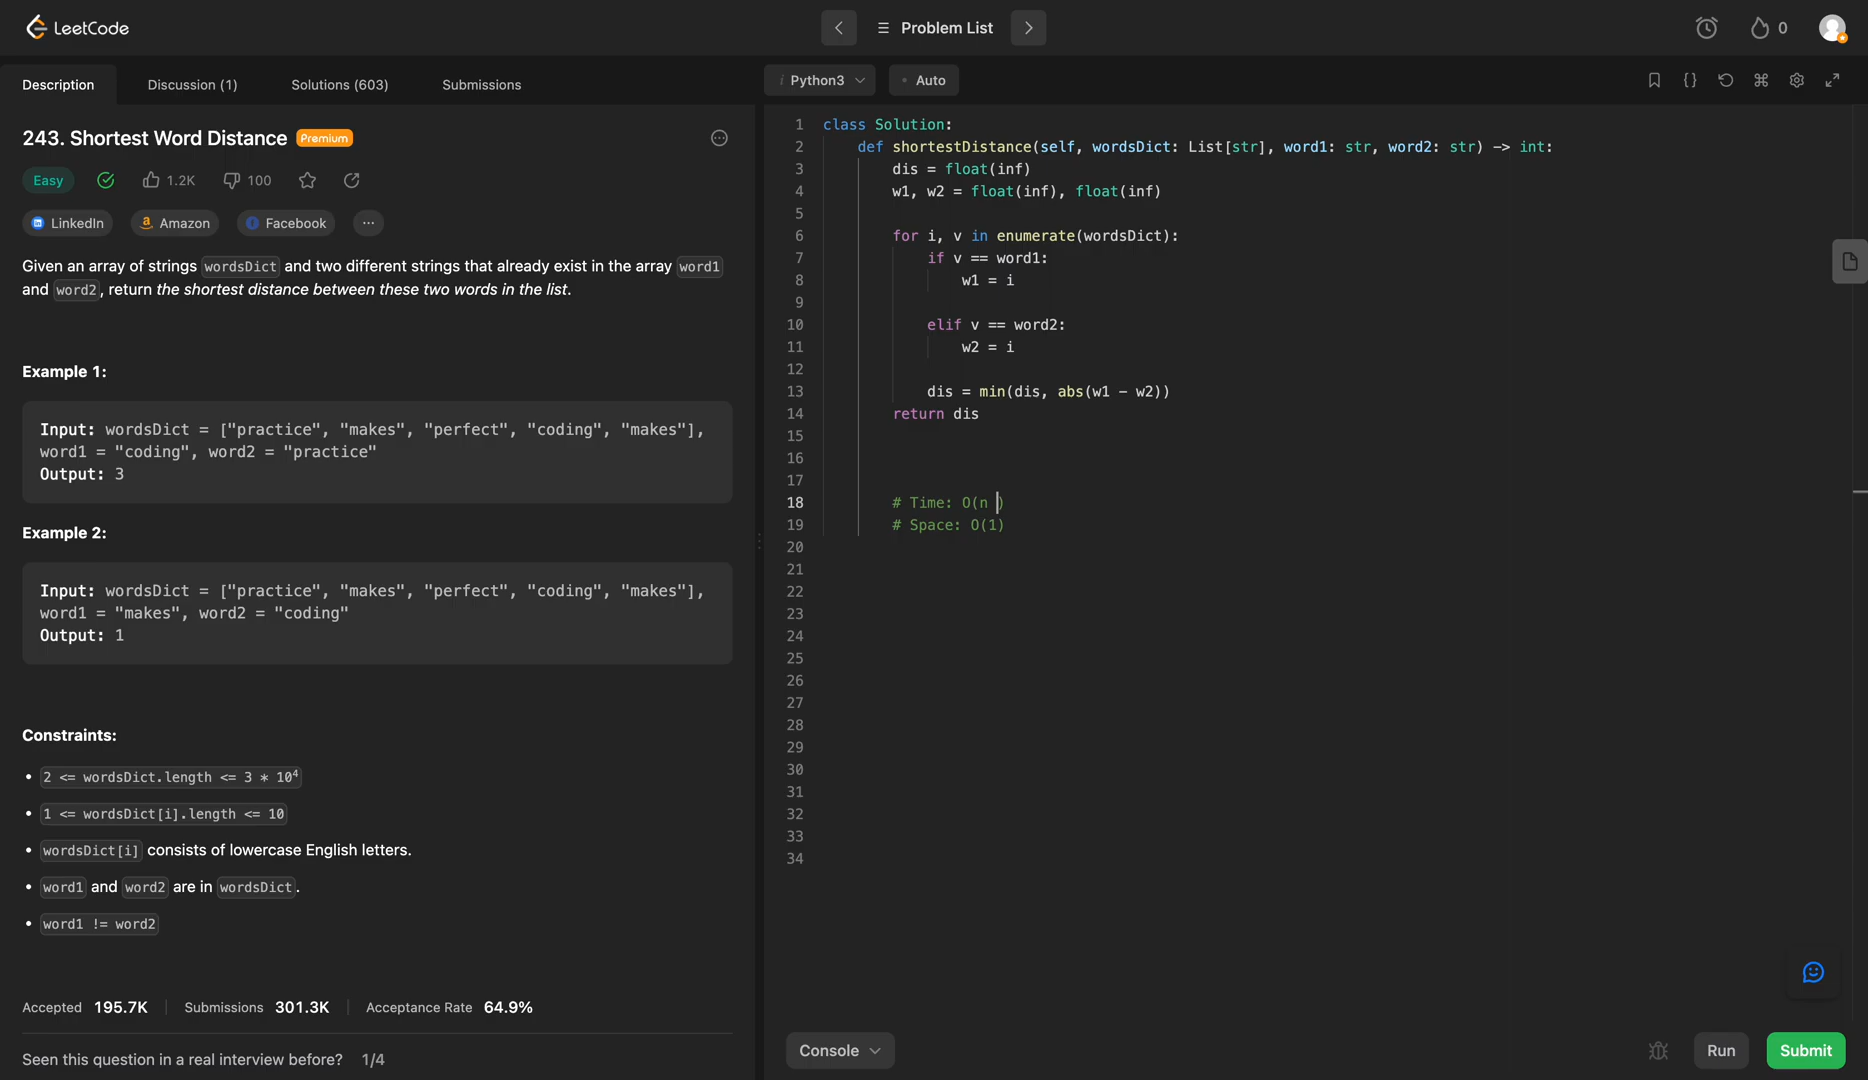 LeetCode
Problem List
0
Description
Discussion (1)
Solutions (603)
Submissions
i Python3
• Auto
243. Shortest Word Distance Premium
Easy
1.2K
100
LinkedIn
Amazon
Facebook
Given an array of strings wordsDict and two different strings that already exist in the array word1
and word2, return the shortest distance between these two words in the list.
Example 1:
Input: wordsDict = ["practice", "makes", "perfect", "coding", "makes"],
word1 = "coding", word2 = "practice"
Output: 3
Example 2:
Input: wordsDict = ["practice", "makes", "perfect", "coding", "makes"],
word1 = "makes", word2 = "coding"
Output: 1
Constraints:
• 2 <= wordsDict.length <= 3 * 10⁴
• 1 <= wordsDict[i].length <= 10
• wordsDict[i] consists of lowercase English letters.
• word1 and word2 are in wordsDict.
• word1 != word2
Accepted 195.7K | Submissions 301.3K | Acceptance Rate 64.9%
Seen this question in a real interview before? 1/4
1 class Solution:
2 def shortestDistance(self, wordsDict: List[str], word1: str, word2: str) -> int:
3 dis = float(inf)
4 w1, w2 = float(inf), float(inf)
5
6 for i, v in enumerate(wordsDict):
7 if v == word1:
8 w1 = i
9
10 elif v == word2:
11 w2 = i
12
13 dis = min(dis, abs(w1 - w2))
14 return dis
15
16
17
18 # Time: O(n )
19 # Space: O(1)
20
21
22
23
24
25
26
27
28
29
30
31
32
33
34
Console
Run
Submit